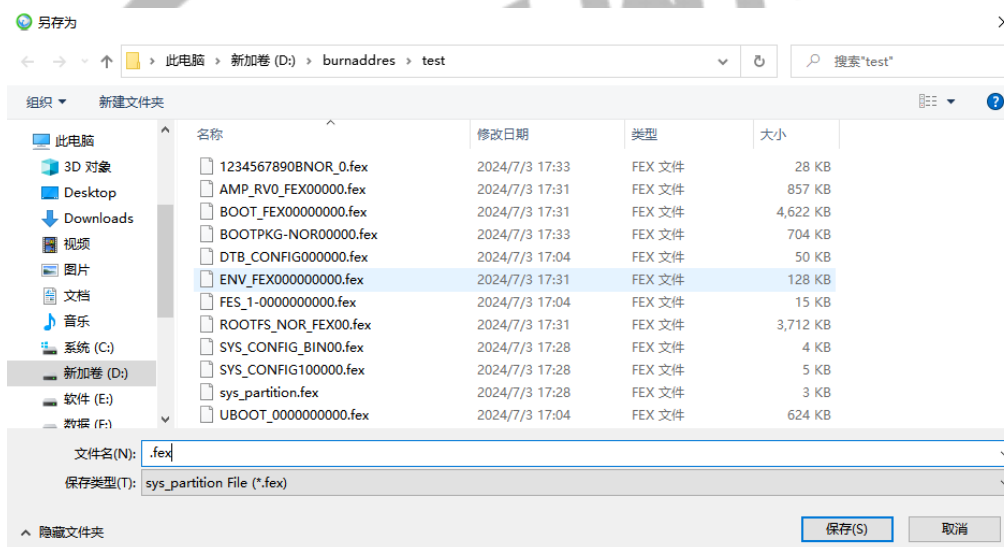 另存为
此电脑 › 新加卷 (D:) › burnaddres › test
搜索"test"
组织 新建文件夹
此电脑
3D 对象
Desktop
Downloads
视频
图片
文档
音乐
系统 (C:)
新加卷 (D:)
软件 (E:)
数据 (F:)
名称 修改日期 类型 大小
1234567890BNOR_0.fex 2024/7/3 17:33 FEX 文件 28 KB
AMP_RV0_FEX00000.fex 2024/7/3 17:31 FEX 文件 857 KB
BOOT_FEX00000000.fex 2024/7/3 17:31 FEX 文件 4,622 KB
BOOTPKG-NOR00000.fex 2024/7/3 17:33 FEX 文件 704 KB
DTB_CONFIG000000.fex 2024/7/3 17:04 FEX 文件 50 KB
ENV_FEX000000000.fex 2024/7/3 17:31 FEX 文件 128 KB
FES_1-0000000000.fex 2024/7/3 17:04 FEX 文件 15 KB
ROOTFS_NOR_FEX00.fex 2024/7/3 17:31 FEX 文件 3,712 KB
SYS_CONFIG_BIN00.fex 2024/7/3 17:28 FEX 文件 4 KB
SYS_CONFIG100000.fex 2024/7/3 17:28 FEX 文件 5 KB
sys_partition.fex 2024/7/3 17:28 FEX 文件 3 KB
UBOOT_0000000000.fex 2024/7/3 17:04 FEX 文件 624 KB
文件名(N): .fex
保存类型(T): sys_partition File (*.fex)
隐藏文件夹 保存(S) 取消